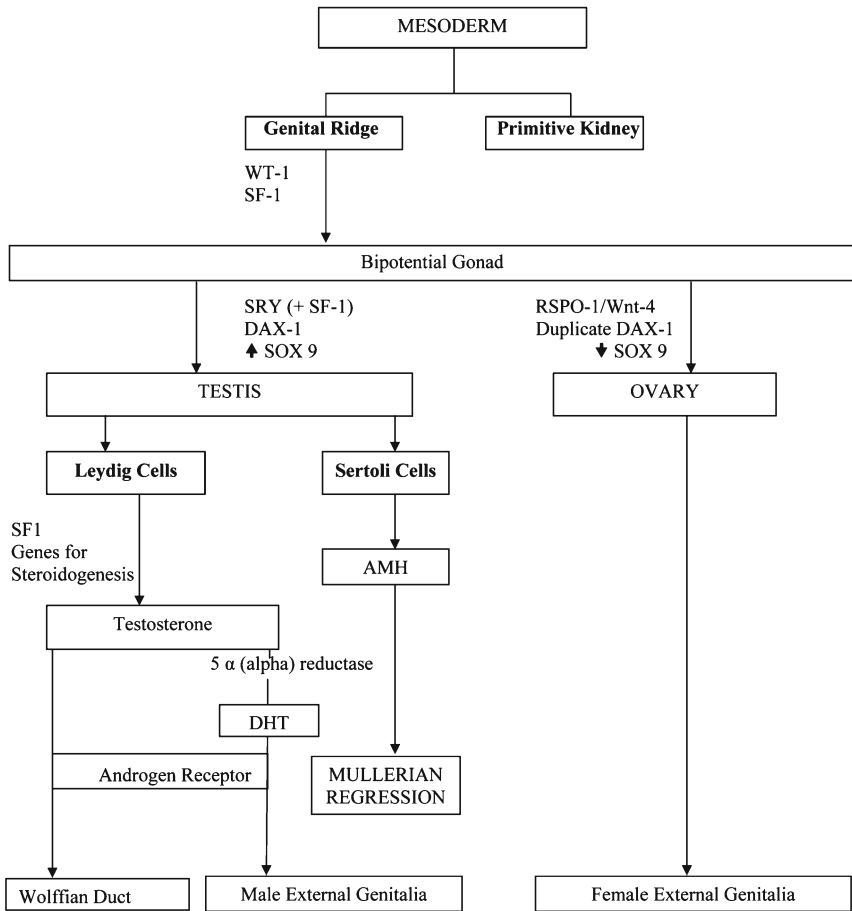 MESODERM
Genital Ridge
Primitive Kidney
WT-1
SF-1
Bipotential Gonad
SRY (+ SF-1)
DAX-1
↑ SOX 9
RSPO-1/Wnt-4
Duplicate DAX-1
↓ SOX 9
TESTIS
OVARY
Leydig Cells
Sertoli Cells
SF1
Genes for
Steroidogenesis
AMH
Testosterone
5 α (alpha) reductase
DHT
Androgen Receptor
MULLERIAN
REGRESSION
Wolffian Duct
Male External Genitalia
Female External Genitalia